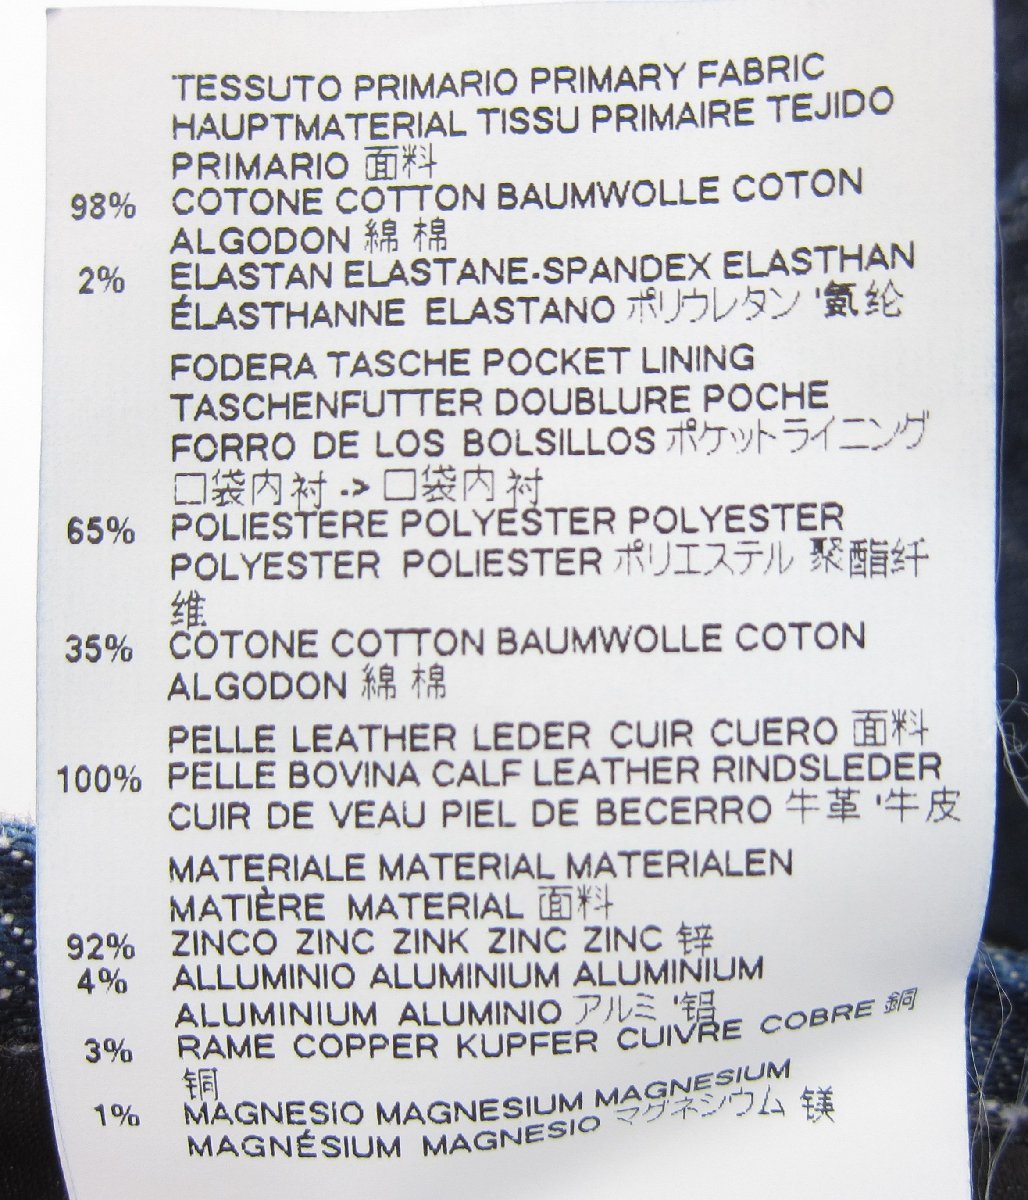 TESSUTO PRIMARIO PRIMARY FABRIC
HAUPTMATERIAL TISSU PRIMAIRE TEJIDO
PRIMARIO 面料
98% COTONE COTTON BAUMWOLLE COTON
ALGODON 綿 棉
2% ELASTAN ELASTANE-SPANDEX ELASTHAN
ÉLASTHANNE ELASTANO ポリウレタン '氨纶
FODERA TASCHE POCKET LINING
TASCHENFUTTER DOUBLURE POCHE
FORRO DE LOS BOLSILLOS ポケットライニング
口袋内衬 -> 口袋内衬
65% POLIESTERE POLYESTER POLYESTER
POLYESTER POLIESTER ポリエステル 聚酯纤
维
35% COTONE COTTON BAUMWOLLE COTON
ALGODON 綿 棉
PELLE LEATHER LEDER CUIR CUERO 面料
100% PELLE BOVINA CALF LEATHER RINDSLEDER
CUIR DE VEAU PIEL DE BECERRO 牛革 '牛皮
MATERIALE MATERIAL MATERIALEN
MATIÈRE MATERIAL 面料
92% ZINCO ZINC ZINK ZINC ZINC 锌
4% ALLUMINIO ALUMINIUM ALUMINIUM
ALUMINIUM ALUMINIO アルミ '铝
3% RAME COPPER KUPFER CUIVRE COBRE 銅
铜
1% MAGNESIO MAGNESIUM MAGNESIUM
MAGNÉSIUM MAGNESIO マグネシウム 镁